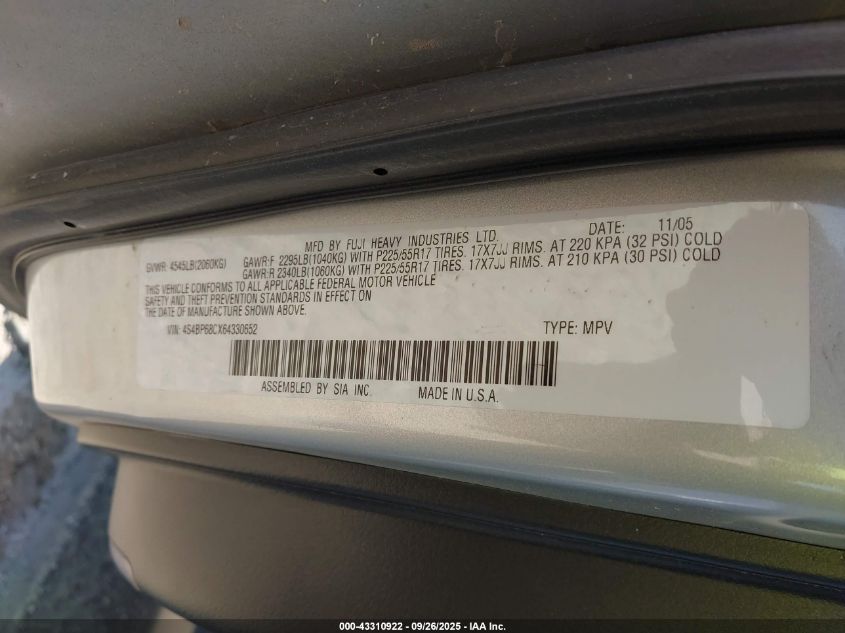 MFD BY FUJI HEAVY INDUSTRIES LTD. DATE: 11/05
GVWR 4545LB(2060KG) GAWR:F 2295LB(1040KG) WITH P225/55R17 TIRES. 17X7JJ RIMS. AT 220 KPA (32 PSI) COLD
GAWR:R 2340LB(1060KG) WITH P225/55R17 TIRES. 17X7JJ RIMS. AT 210 KPA (30 PSI) COLD
THIS VEHICLE CONFORMS TO ALL APPLICABLE FEDERAL MOTOR VEHICLE
SAFETY AND THEFT PREVENTION STANDARDS IN EFFECT ON
THE DATE OF MANUFACTURE SHOWN ABOVE.
VIN: 4S4BP68CX64330652 TYPE: MPV
ASSEMBLED BY SIA INC. MADE IN U.S.A.
000-43310922 - 09/26/2025 - IAA Inc.